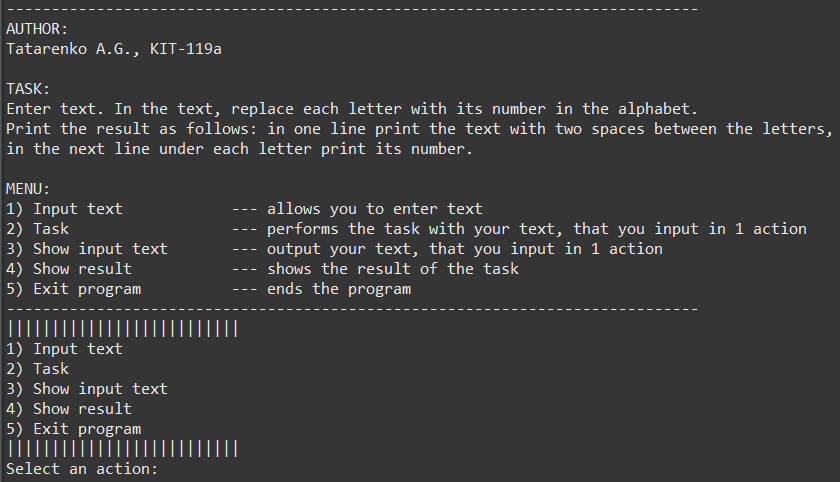 -----------------------------------------------------------------------------
AUTHOR:
Tatarenko A.G., KIT-119a
TASK:
Enter text. In the text, replace each letter with its number in the alphabet.
Print the result as follows: in one line print the text with two spaces between the letters,
in the next line under each letter print its number.
MENU:
1) Input text            --- allows you to enter text
2) Task                  --- performs the task with your text, that you input in 1 action
3) Show input text       --- output your text, that you input in 1 action
4) Show result           --- shows the result of the task
5) Exit program          --- ends the program
-----------------------------------------------------------------------------
||||||||||||||||||||||||||
1) Input text
2) Task
3) Show input text
4) Show result
5) Exit program
||||||||||||||||||||||||||
Select an action: